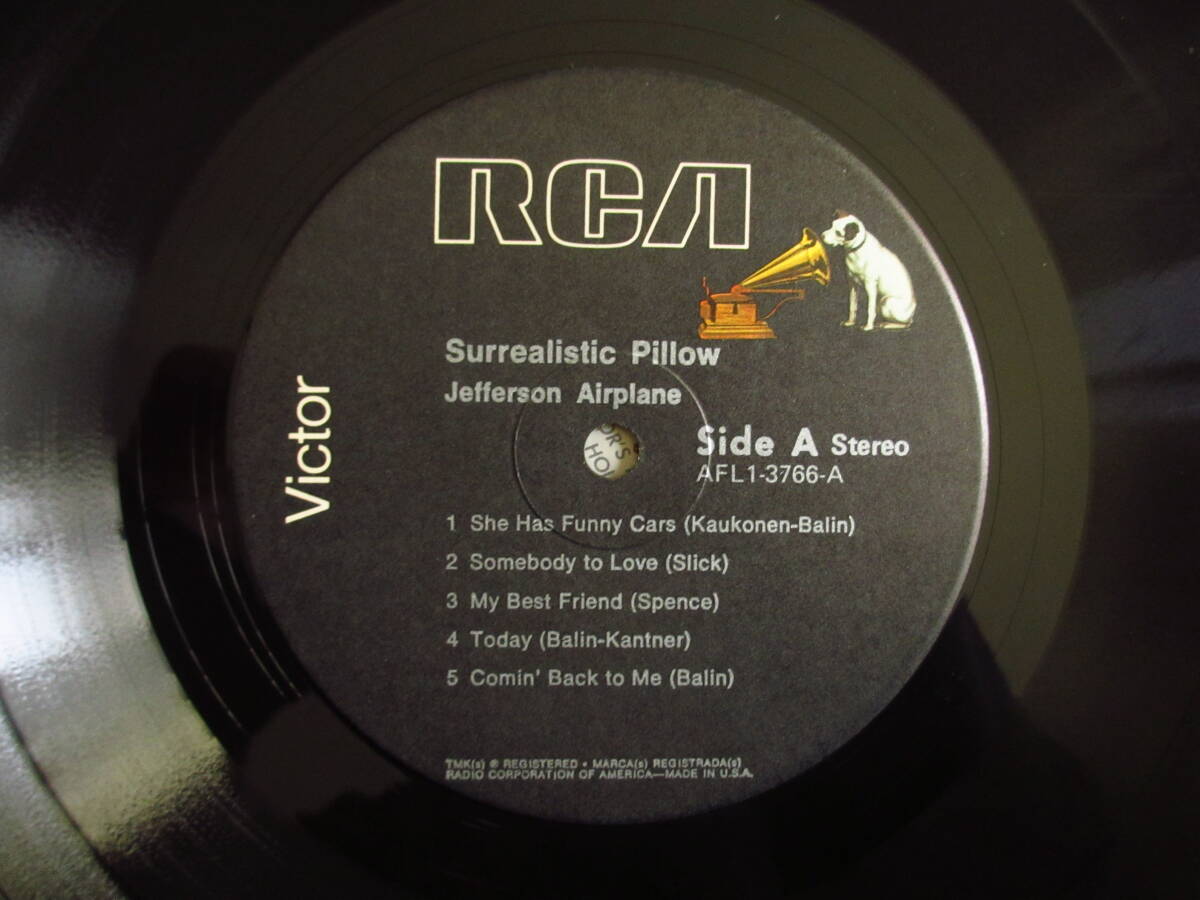 RCA
Victor
Surrealistic Pillow
Jefferson Airplane
Side A Stereo
AFL1-3766-A
OR'S
HO
1 She Has Funny Cars (Kaukonen-Balin)
2 Somebody to Love (Slick)
3 My Best Friend (Spence)
4 Today (Balin-Kantner)
5 Comin' Back to Me (Balin)
TMK(s) ® REGISTERED • MARCA(s) REGISTRADA(s)
RADIO CORPORATION OF AMERICA—MADE IN U.S.A.